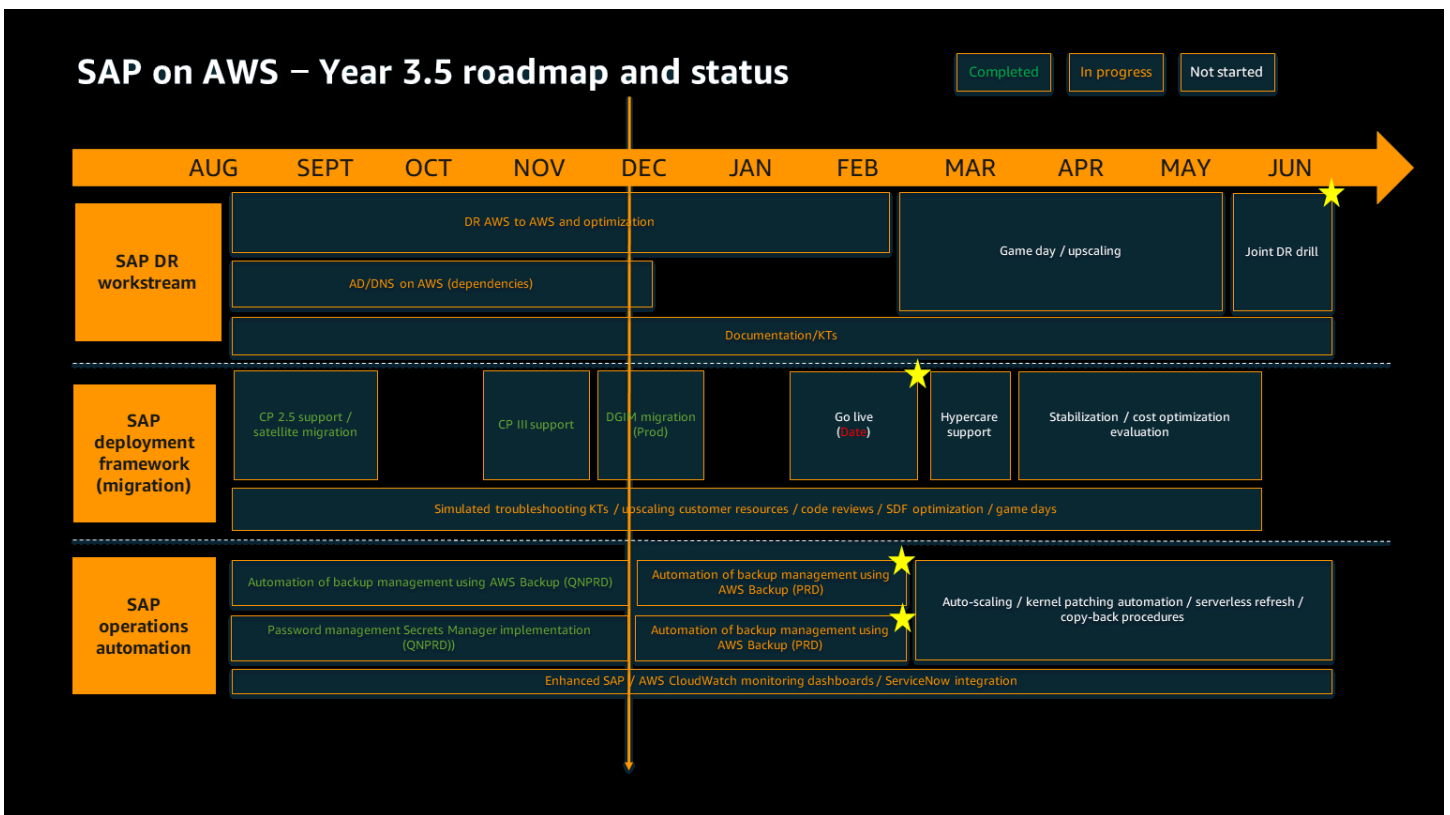 SAP on AWS – Year 3.5 roadmap and status
Completed
In progress
Not started
AUG SEPT OCT NOV DEC JAN FEB MAR APR MAY JUN
SAP DR
workstream
DR AWS to AWS and optimization
AD/DNS on AWS (dependencies)
Game day / upscaling
Joint DR drill
Documentation/KTs
SAP
deployment
framework
(migration)
CP 2.5 support /
satellite migration
CP III support
DGIM migration
(Prod)
Go live
(Date)
Hypercare
support
Stabilization / cost optimization
evaluation
Simulated troubleshooting KTs / upscaling customer resources / code reviews / SDF optimization / game days
SAP
operations
automation
Automation of backup management using AWS Backup (QNPRD)
Automation of backup management using
AWS Backup (PRD)
Password management Secrets Manager implementation
(QNPRD))
Automation of backup management using
AWS Backup (PRD)
Auto-scaling / kernel patching automation / serverless refresh /
copy-back procedures
Enhanced SAP / AWS CloudWatch monitoring dashboards / ServiceNow integration